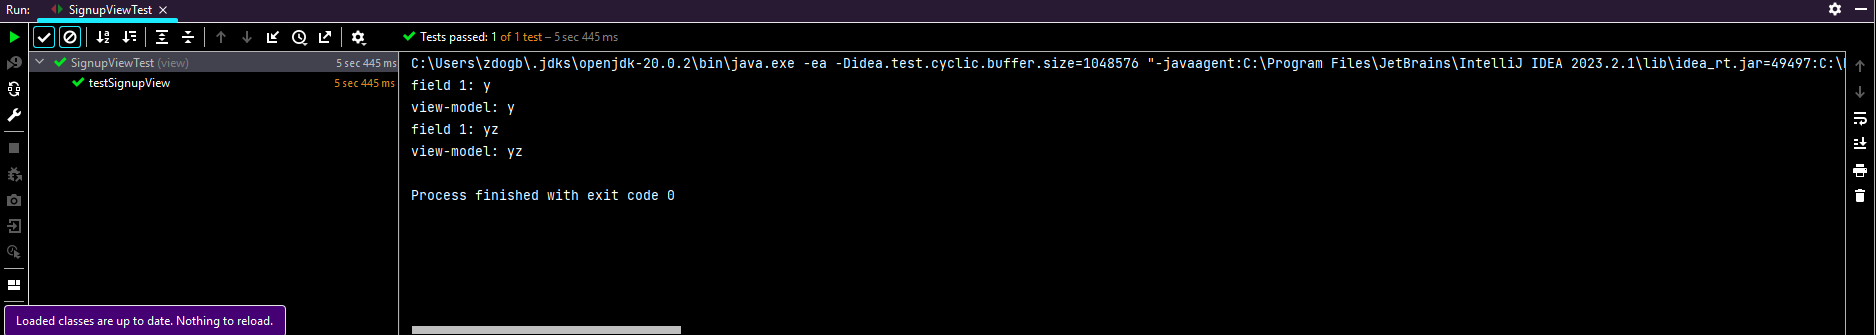 Run: SignupViewTest
Tests passed: 1 of 1 test – 5 sec 445 ms
SignupViewTest (view) 5 sec 445 ms
testSignupView 5 sec 445 ms
C:\Users\zdogb\.jdks\openjdk-20.0.2\bin\java.exe -ea -Didea.test.cyclic.buffer.size=1048576 "-javaagent:C:\Program Files\JetBrains\IntelliJ IDEA 2023.2.1\lib\idea_rt.jar=49497:C:\
field 1: y
view-model: y
field 1: yz
view-model: yz
Process finished with exit code 0
Loaded classes are up to date. Nothing to reload.